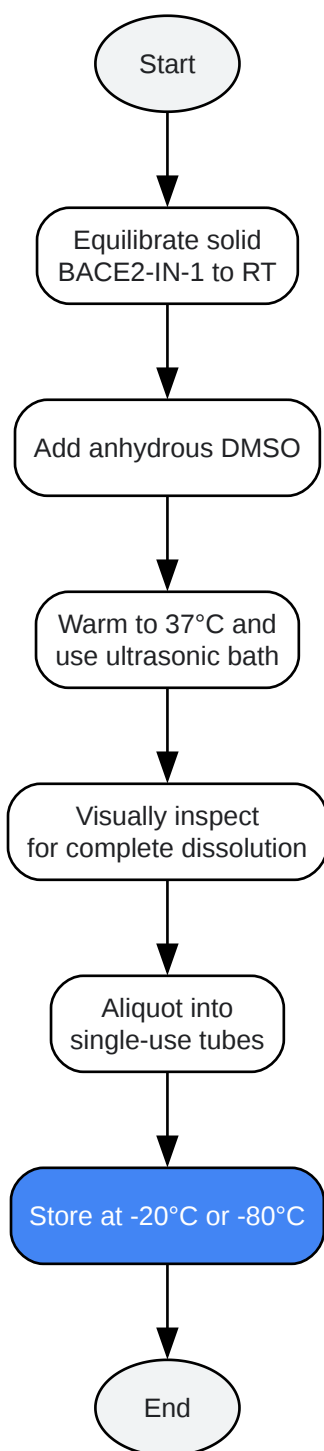 Start
Equilibrate solid
BACE2-IN-1 to RT
Add anhydrous DMSO
Warm to 37°C and
use ultrasonic bath
Visually inspect
for complete dissolution
Aliquot into
single-use tubes
Store at -20°C or -80°C
End